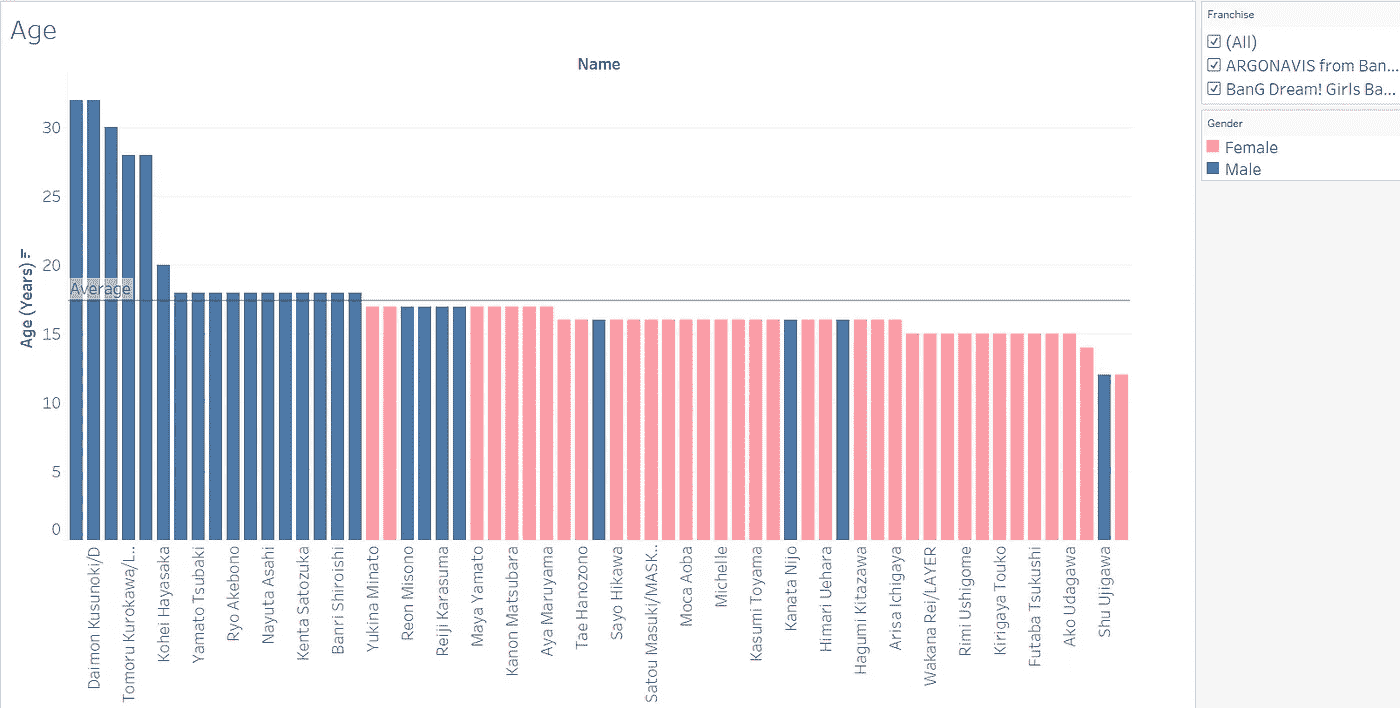 Age
Name
Age (Years)
30
25
20
15
10
5
0
Average
Daimon Kusunoki/D
Tomoru Kurokawa/L..
Kohei Hayasaka
Yamato Tsubaki
Ryo Akebono
Nayuta Asahi
Kenta Satozuka
Banri Shiroishi
Yukina Minato
Reon Misono
Reiji Karasuma
Maya Yamato
Kanon Matsubara
Aya Maruyama
Tae Hanozono
Sayo Hikawa
Satou Masuki/MASK..
Moca Aoba
Michelle
Kasumi Toyama
Kanata Nijo
Himari Uehara
Hagumi Kitazawa
Arisa Ichigaya
Wakana Rei/LAYER
Rimi Ushigome
Kirigaya Touko
Futaba Tsukushi
Ako Udagawa
Shu Ujigawa
Franchise
(All)
ARGONAVIS from Ban...
BanG Dream! Girls Ba...
Gender
Female
Male